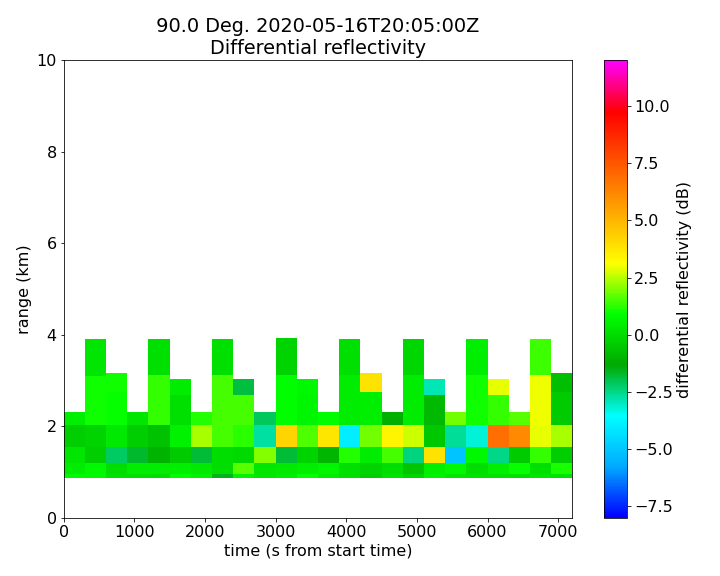 90.0 Deg. 2020-05-16T20:05:00Z
Differential reflectivity
10
8
6
4
2
0
range (km)
0 1000 2000 3000 4000 5000 6000 7000
time (s from start time)
10.0
7.5
5.0
2.5
0.0
−2.5
−5.0
−7.5
differential reflectivity (dB)